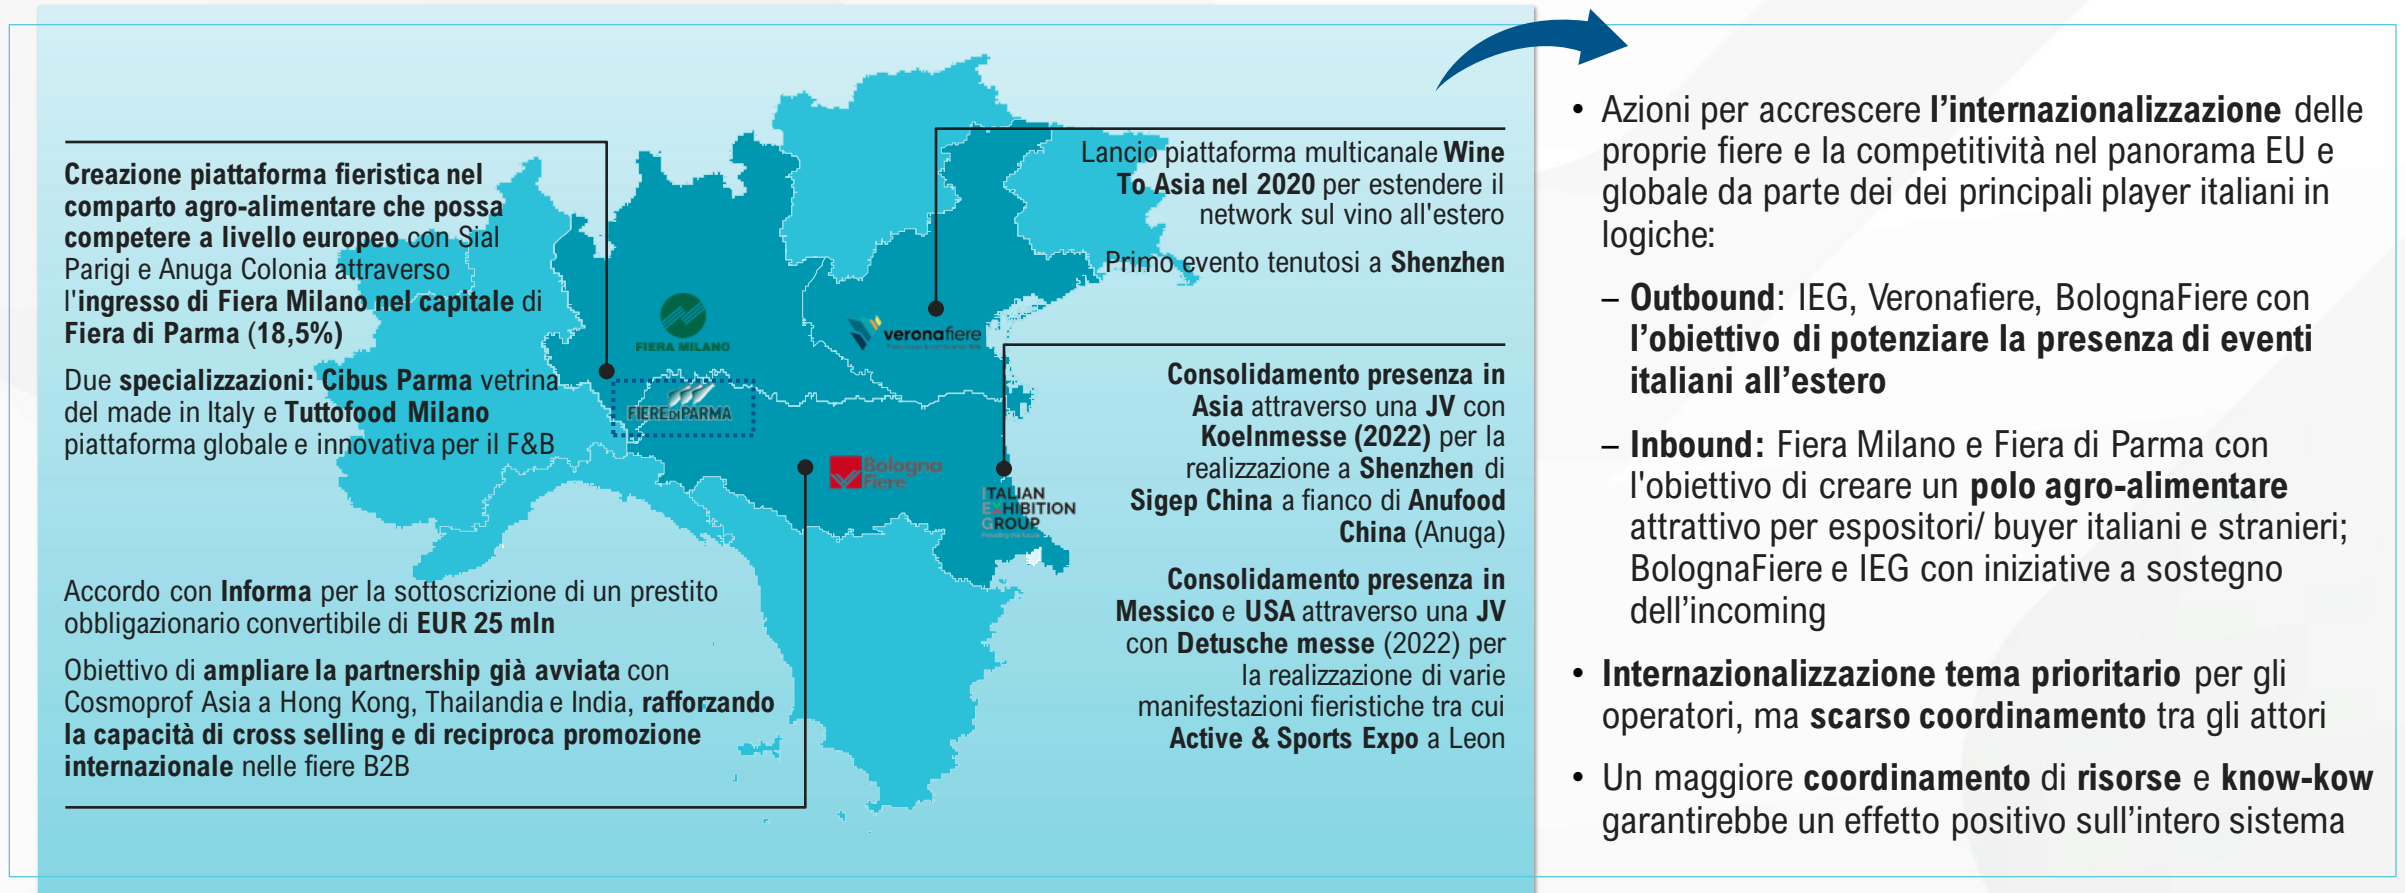 Creazione piattaforma fieristica nel
comparto agro-alimentare che possa
competere a livello europeo con Sial
Parigi e Anuga Colonia attraverso
l'ingresso di Fiera Milano nel capitale di
Fiera di Parma (18,5%)
Due specializzazioni: Cibus Parma vetrina
del made in Italy e Tuttofood Milano
piattaforma globale e innovativa per il F&B
Accordo con Informa per la sottoscrizione di un prestito
obbligazionario convertibile di EUR 25 mln
Obiettivo di ampliare la partnership già avviata con
Cosmoprof Asia a Hong Kong, Thailandia e India, rafforzando
la capacità di cross selling e di reciproca promozione
internazionale nelle fiere B2B
FIERA MILANO
FIERE DI PARMA
veronafiere
Bologna
Fiere
ITALIAN
EXHIBITION
GROUP
Providing the future
Lancio piattaforma multicanale Wine
To Asia nel 2020 per estendere il
network sul vino all'estero
Primo evento tenutosi a Shenzhen
Consolidamento presenza in
Asia attraverso una JV con
Koelnmesse (2022) per la
realizzazione a Shenzhen di
Sigep China a fianco di Anufood
China (Anuga)
Consolidamento presenza in
Messico e USA attraverso una JV
con Detusche messe (2022) per
la realizzazione di varie
manifestazioni fieristiche tra cui
Active & Sports Expo a Leon
• Azioni per accrescere l’internazionalizzazione delle
proprie fiere e la competitività nel panorama EU e
globale da parte dei dei principali player italiani in
logiche:
– Outbound: IEG, Veronafiere, BolognaFiere con
l’obiettivo di potenziare la presenza di eventi
italiani all’estero
– Inbound: Fiera Milano e Fiera di Parma con
l'obiettivo di creare un polo agro-alimentare
attrattivo per espositori/ buyer italiani e stranieri;
BolognaFiere e IEG con iniziative a sostegno
dell’incoming
• Internazionalizzazione tema prioritario per gli
operatori, ma scarso coordinamento tra gli attori
• Un maggiore coordinamento di risorse e know-kow
garantirebbe un effetto positivo sull’intero sistema